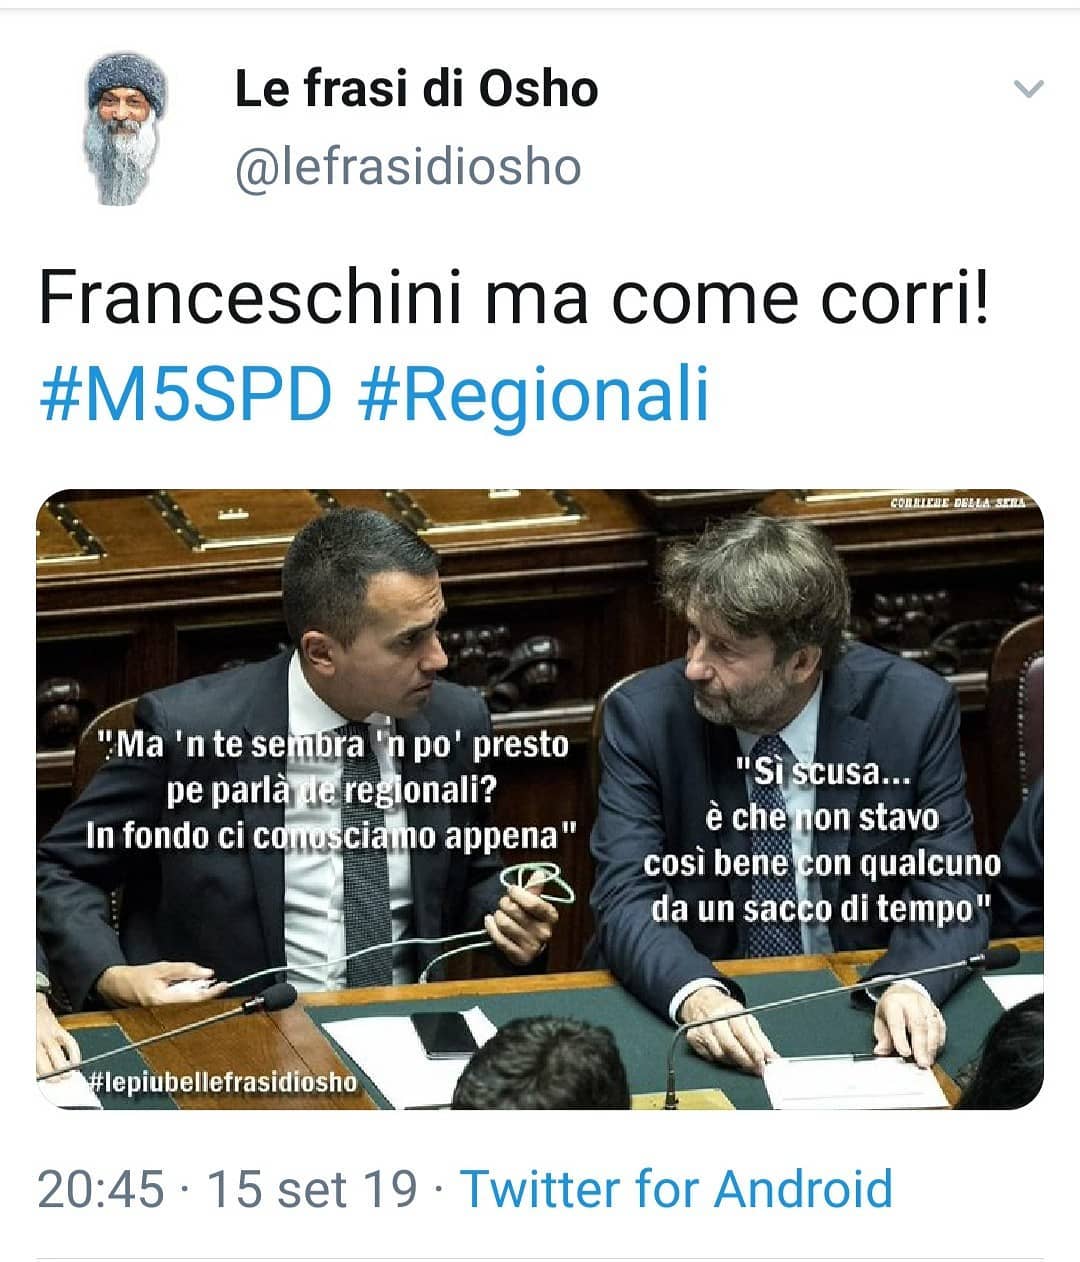 Le frasi di Osho
@lefrasidiosho
Franceschini ma come corri!
#M5SPD #Regionali
CORRIERE DELLA SERA
"Ma 'n te sembra 'n po' presto
pe parlà de regionali?
In fondo ci conosciamo appena"
"Sì scusa...
è che non stavo
così bene con qualcuno
da un sacco di tempo"
#lepiubellefrasidiosho
20:45 · 15 set 19 · Twitter for Android